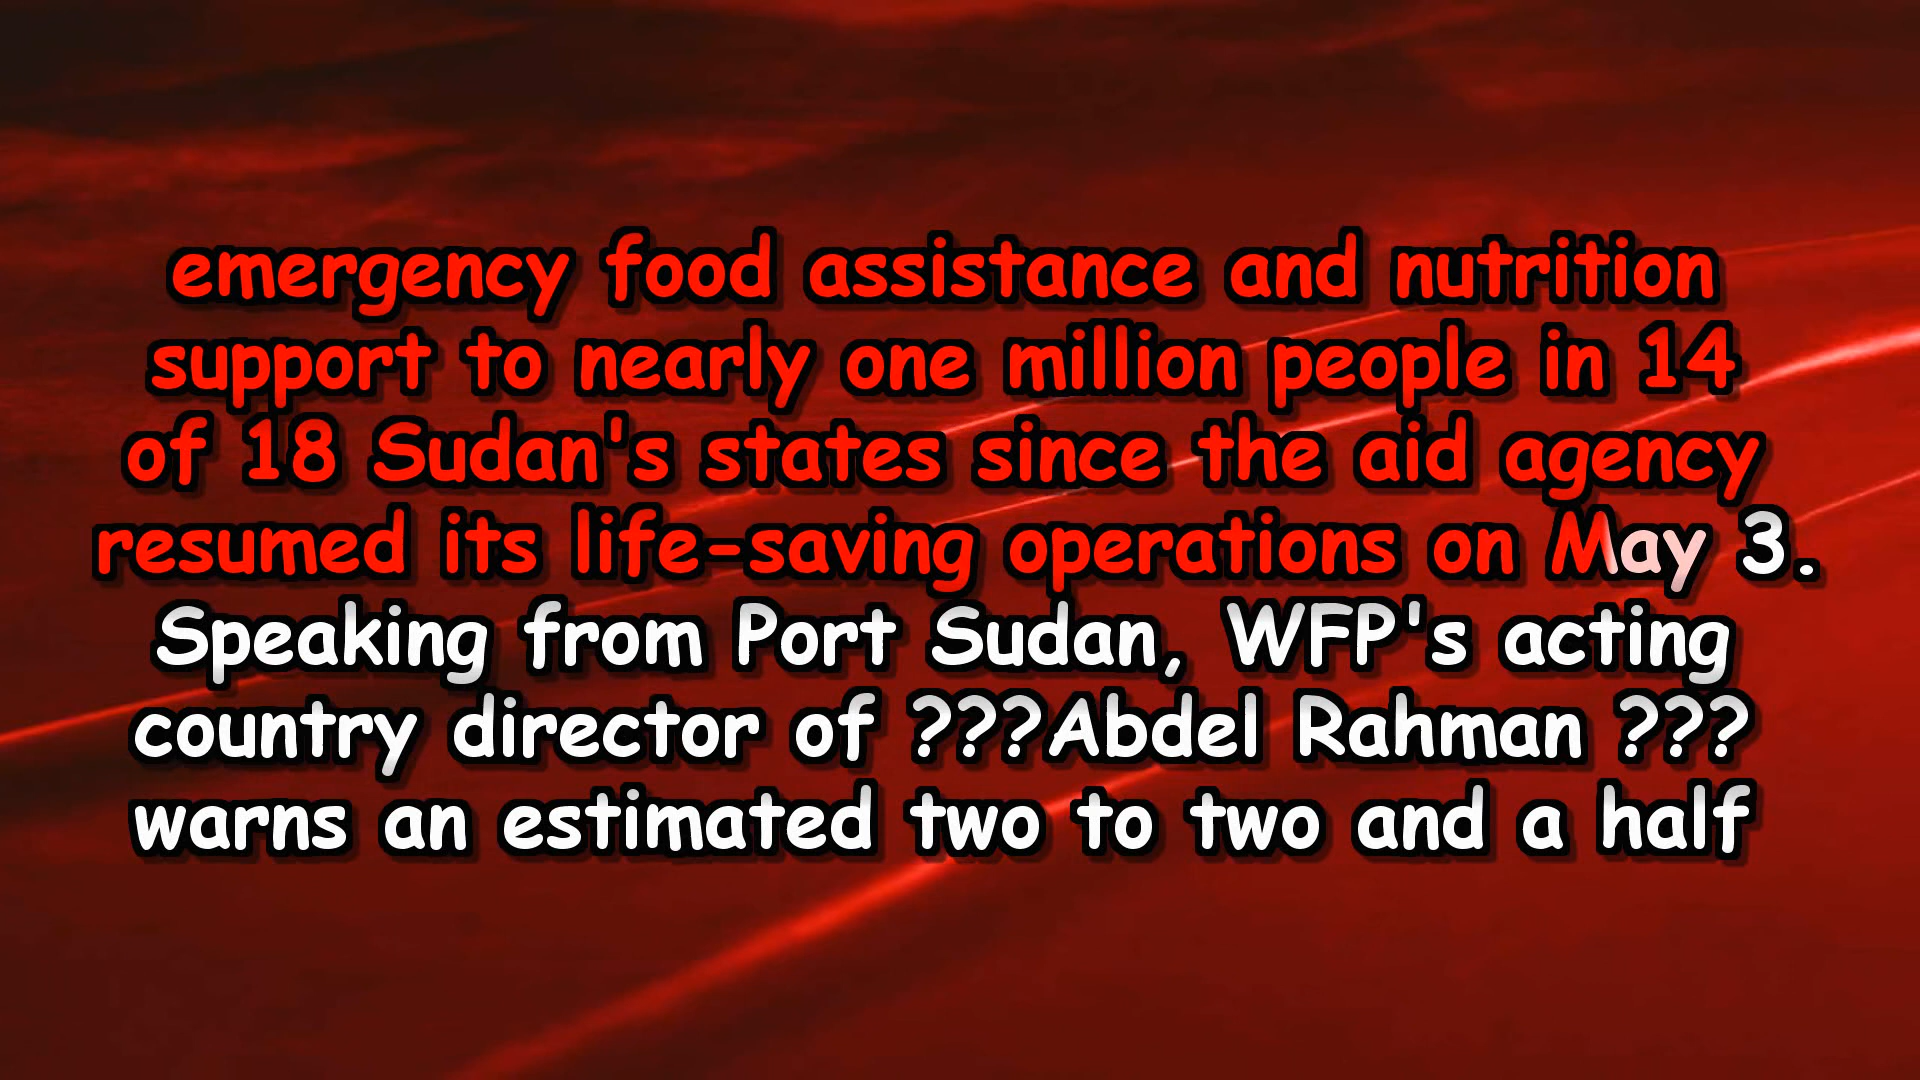 emergency food assistance and nutrition
support to nearly one million people in 14
of 18 Sudan's states since the aid agency
resumed its life-saving operations on May 3.
Speaking from Port Sudan, WFP's acting
country director of ???Abdel Rahman ???
warns an estimated two to two and a half